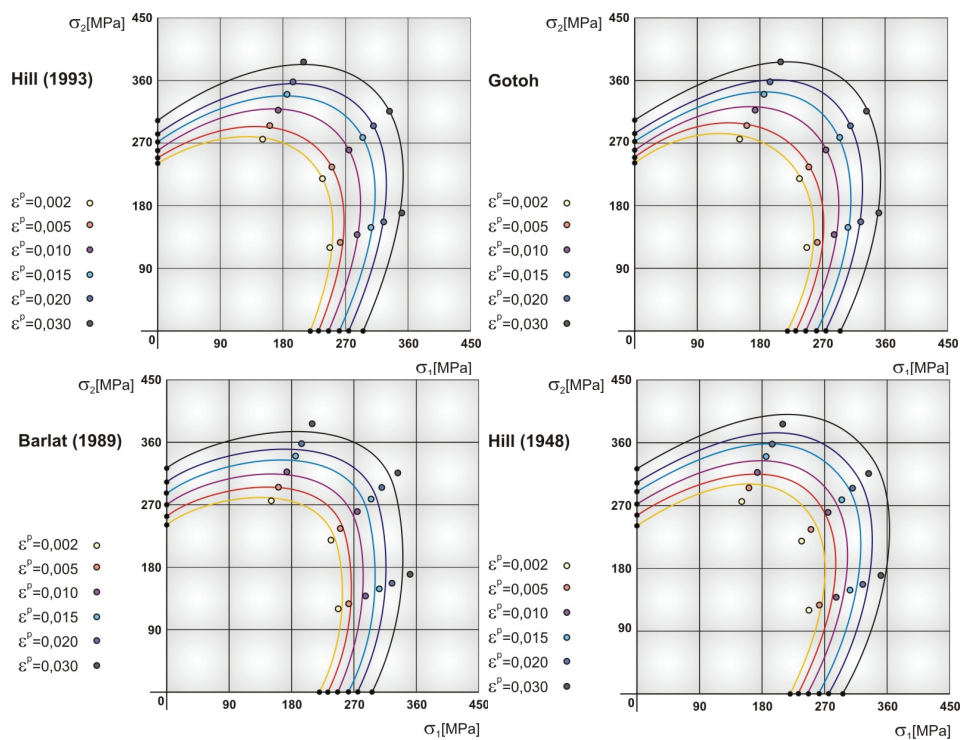 σ₂[MPa]
450
360
270
180
90
0
180
270
360
450
σ₁[MPa]
Hill (1993)
εᵖ=0,002
εᵖ=0,005
εᵖ=0,010
εᵖ=0,015
εᵖ=0,020
εᵖ=0,030
σ₂[MPa]
450
360
270
180
90
0
180
270
360
450
σ₁[MPa]
Gotoh
εᵖ=0,002
εᵖ=0,005
εᵖ=0,010
εᵖ=0,015
εᵖ=0,020
εᵖ=0,030
σ₂[MPa]
450
360
270
180
90
0
90
180
270
360
450
σ₁[MPa]
Barlat (1989)
εᵖ=0,002
εᵖ=0,005
εᵖ=0,010
εᵖ=0,015
εᵖ=0,020
εᵖ=0,030
σ₂[MPa]
450
360
270
180
90
0
90
180
270
360
450
σ₁[MPa]
Hill (1948)
εᵖ=0,002
εᵖ=0,005
εᵖ=0,010
εᵖ=0,015
εᵖ=0,020
εᵖ=0,030